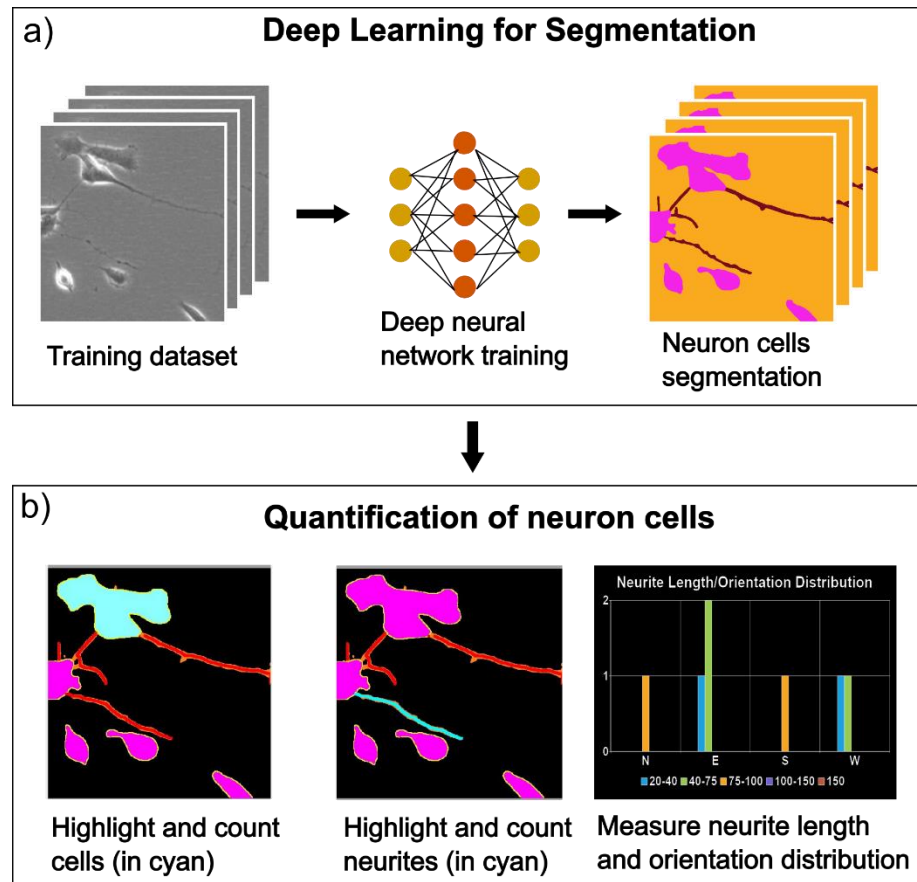 a)
Deep Learning for Segmentation
Training dataset
Deep neural
network training
Neuron cells
segmentation
b)
Quantification of neuron cells
Neurite Length/Orientation Distribution
2
1
0
N E S W
20-40 40-75 75-100 100-150 150
Highlight and count
cells (in cyan)
Highlight and count
neurites (in cyan)
Measure neurite length
and orientation distribution